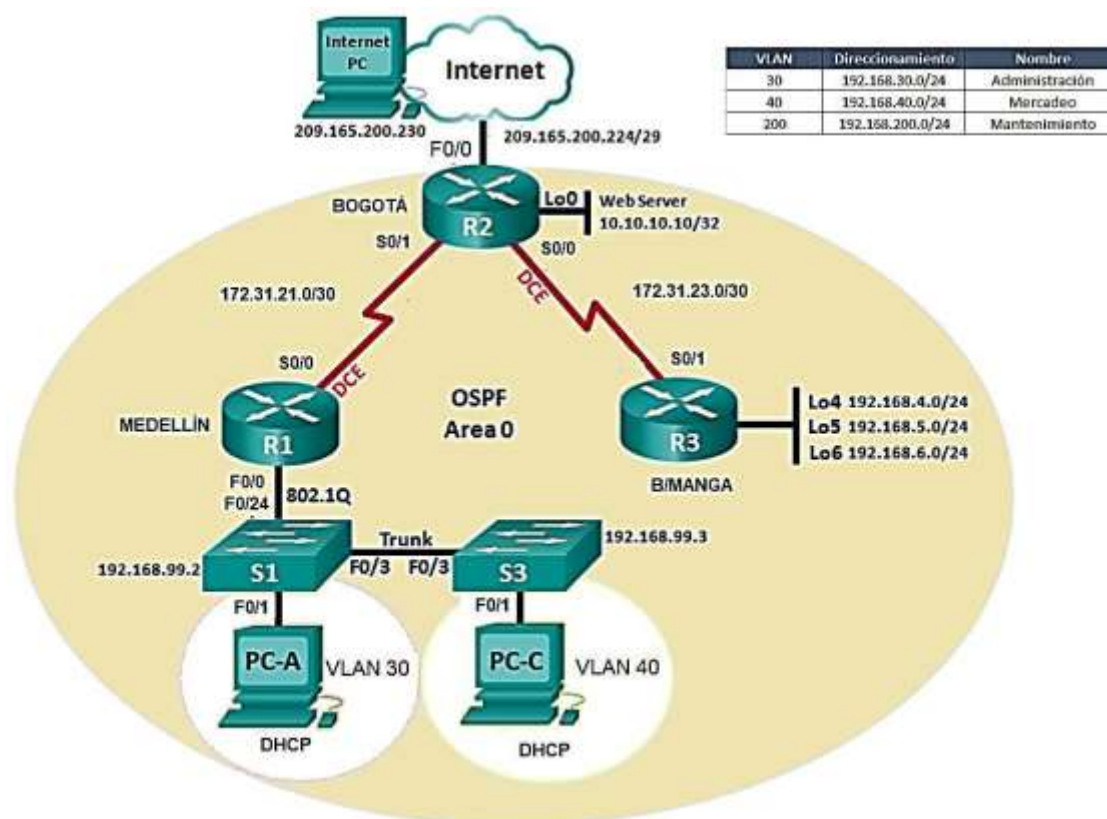 Internet
PC
Internet
209.165.200.230
209.165.200.224/29
F0/0
VLAN Direccionamiento Nombre
30 192.168.30.0/24 Administración
40 192.168.40.0/24 Mercadeo
200 192.168.200.0/24 Mantenimiento
BOGOTÁ
R2
Lo0
Web Server
10.10.10.10/32
S0/1
S0/0
DCE
172.31.21.0/30
172.31.23.0/30
S0/0
DCE
S0/1
MEDELLÍN
R1
OSPF
Area 0
R3
B/MANGA
Lo4 192.168.4.0/24
Lo5 192.168.5.0/24
Lo6 192.168.6.0/24
F0/0
F0/24
802.1Q
Trunk
192.168.99.2
S1
F0/3
F0/3
S3
192.168.99.3
F0/1
F0/1
PC-A
VLAN 30
PC-C
VLAN 40
DHCP
DHCP